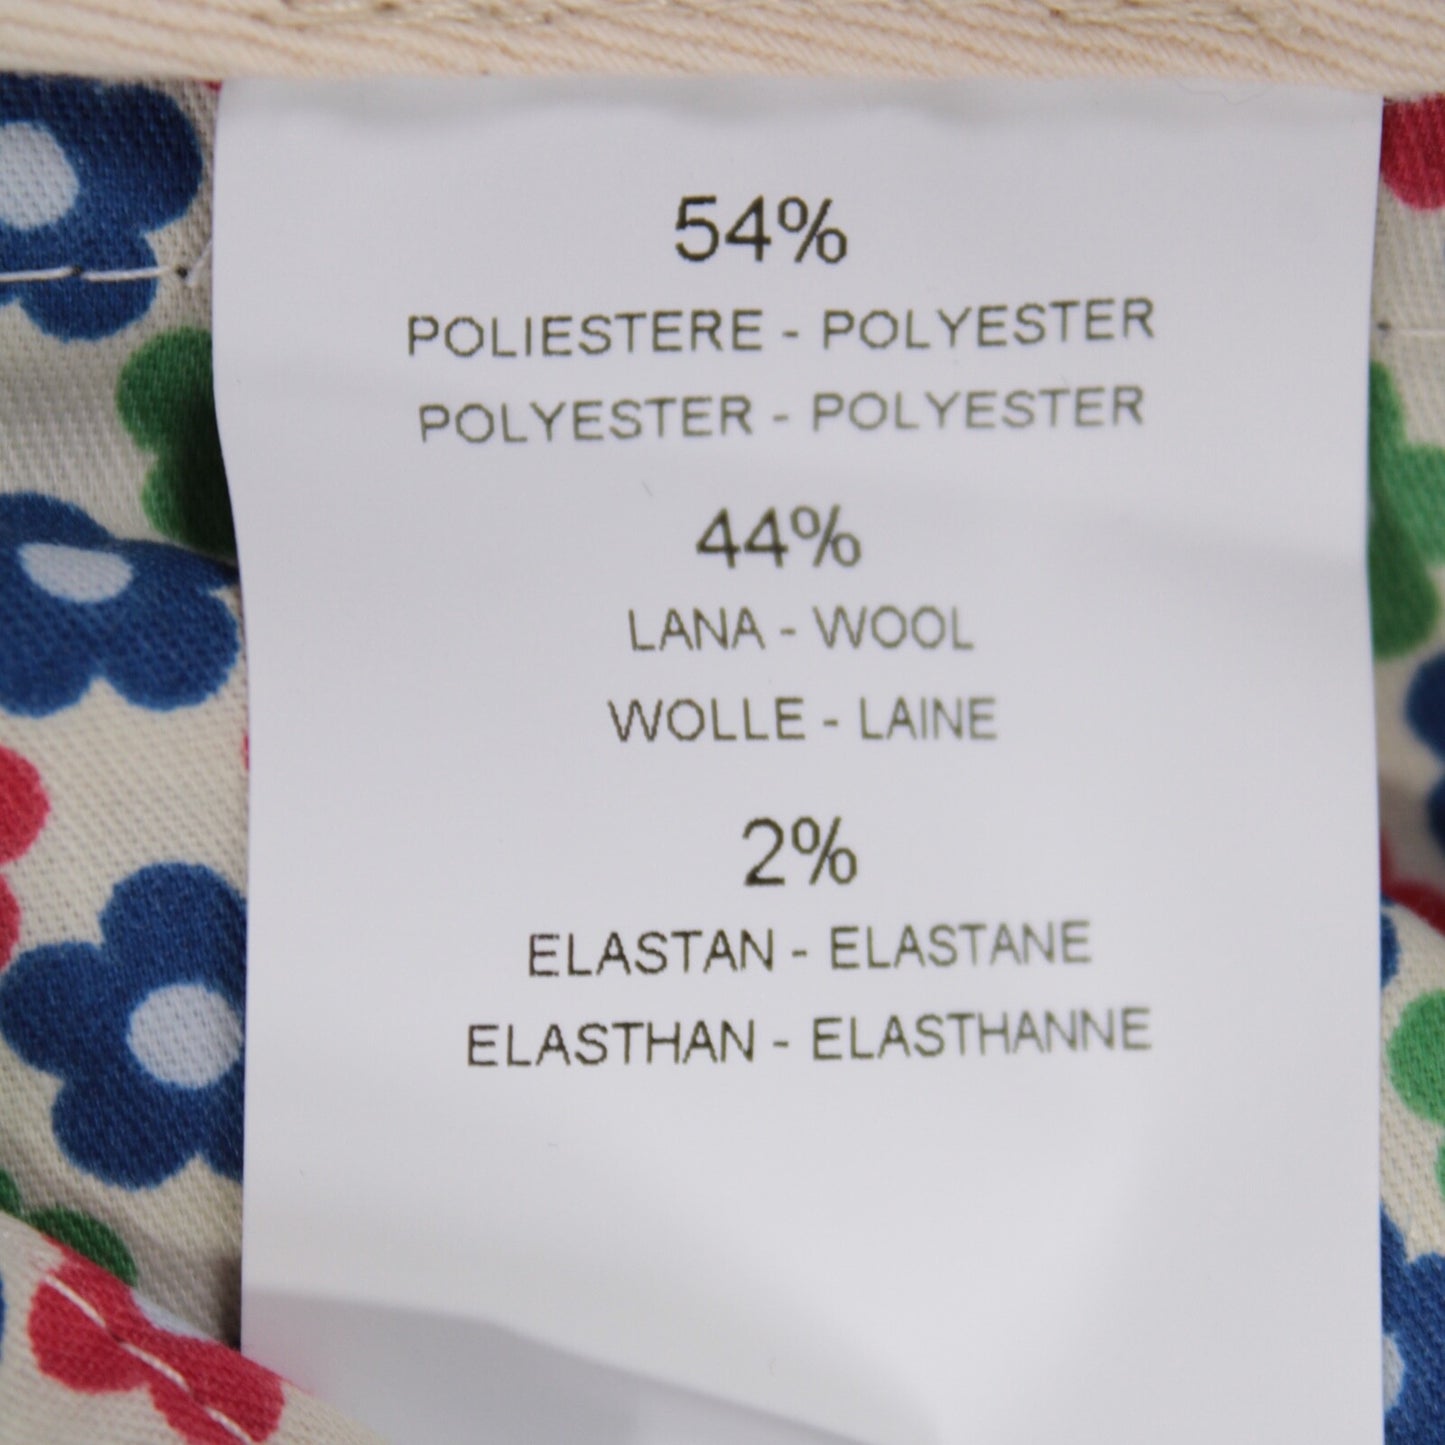 54%
POLIESTERE - POLYESTER
POLYESTER - POLYESTER
44%
LANA - WOOL
WOLLE - LAINE
2%
ELASTAN - ELASTANE
ELASTHAN - ELASTHANNE